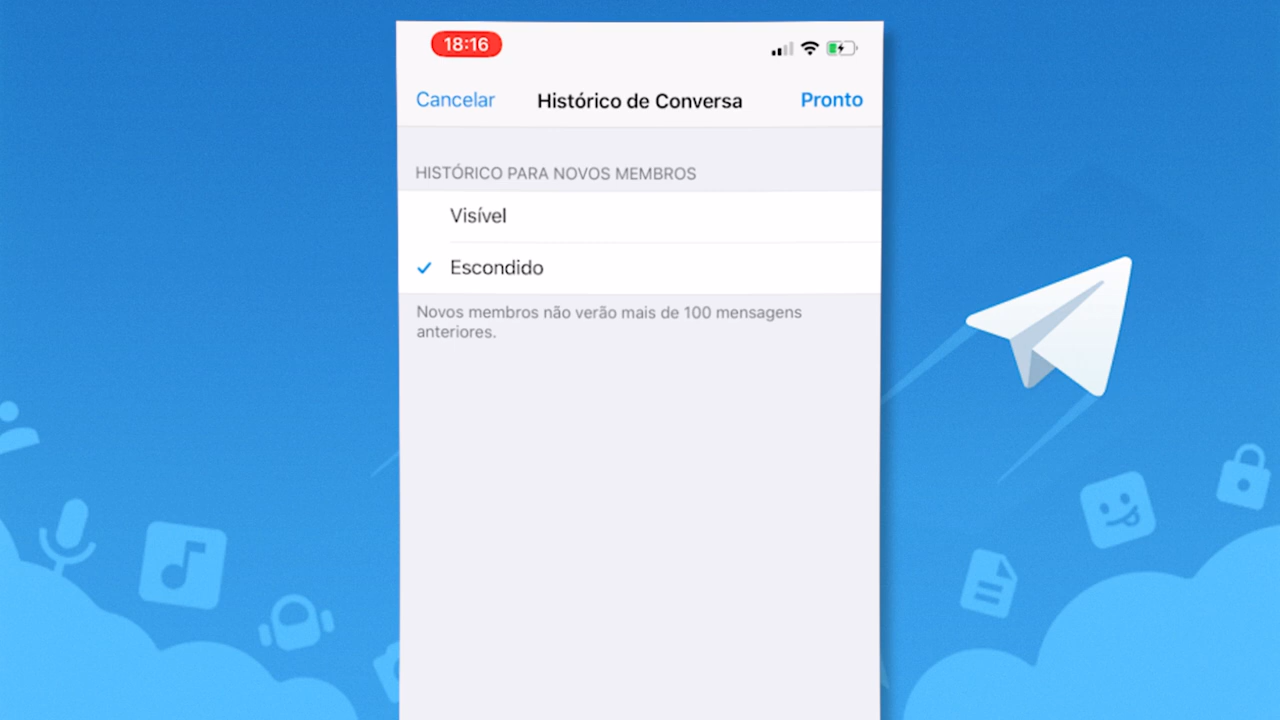 18:16
Cancelar Histórico de Conversa Pronto
HISTÓRICO PARA NOVOS MEMBROS
Visível
Escondido
Novos membros não verão mais de 100 mensagens
anteriores.